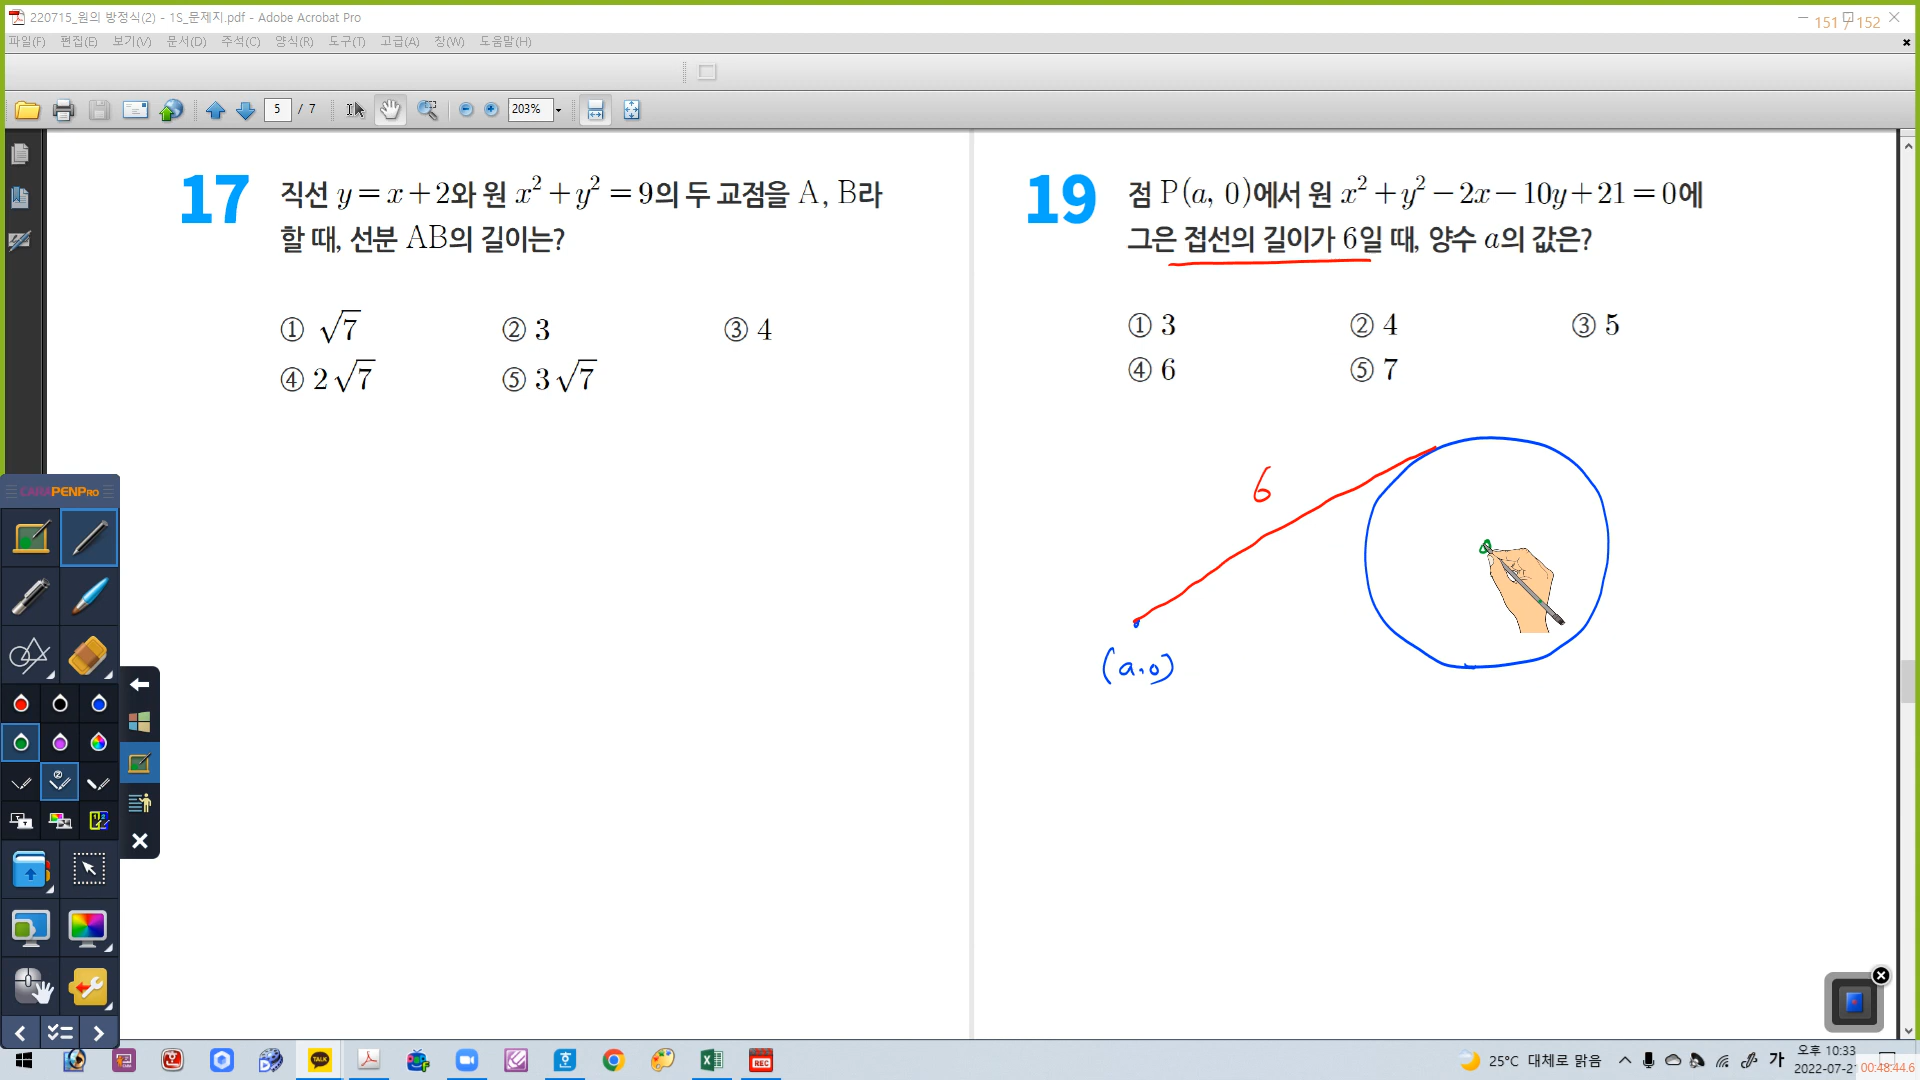 220715_원의 방정식(2) - 1S_문제지.pdf - Adobe Acrobat Pro
151 / 152
파일(F) 편집(E) 보기(V) 문서(D) 주석(C) 양식(R) 도구(T) 고급(A) 창(W) 도움말(H)
5 / 7 203%
17 직선 y = x + 2와 원 x² + y² = 9의 두 교점을 A, B라
할 때, 선분 AB의 길이는?
① √7 ② 3 ③ 4
④ 2√7 ⑤ 3√7
19 점 P(a, 0)에서 원 x² + y² − 2x − 10y + 21 = 0에
그은 접선의 길이가 6일 때, 양수 a의 값은?
① 3 ② 4 ③ 5
④ 6 ⑤ 7
6
(a,0)
CARAPENPRO
TALK
REC
25°C 대체로 맑음
가
오후 10:33
2022-07-2
00:48:44.6